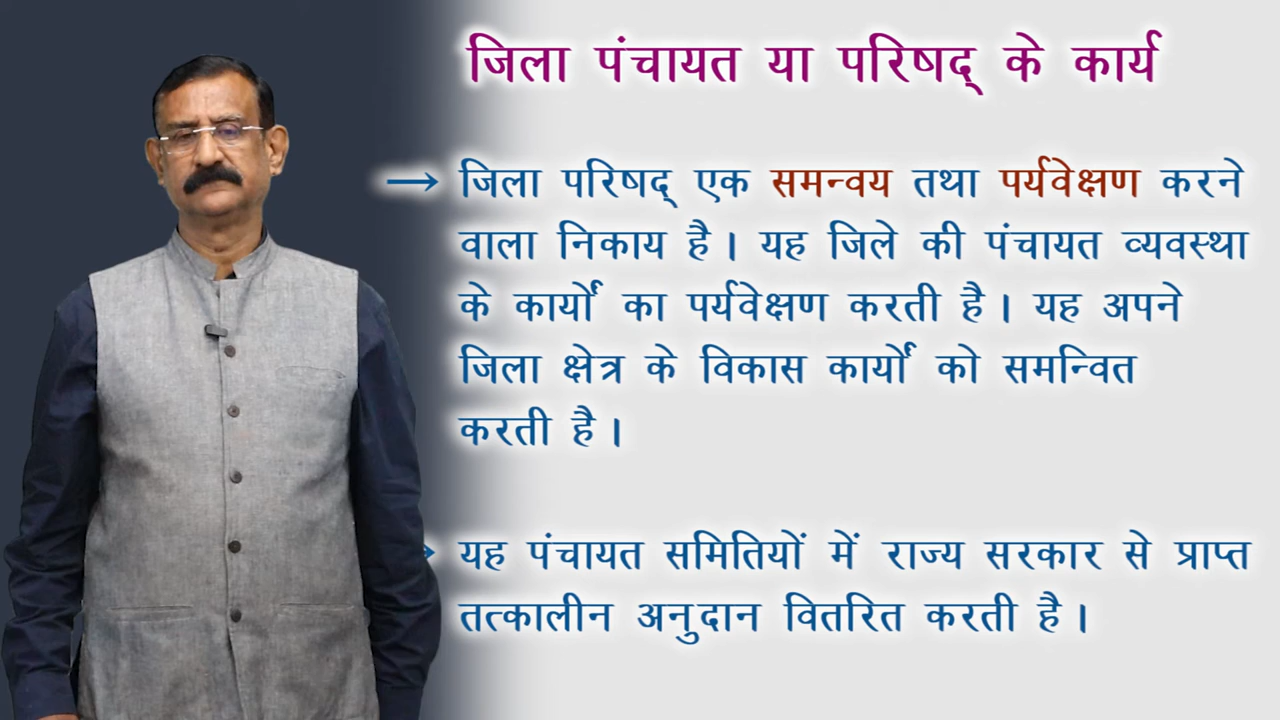 जिला पंचायत या परिषद् के कार्य
→ जिला परिषद् एक समन्वय तथा पर्यवेक्षण करने
वाला निकाय है। यह जिले की पंचायत व्यवस्था
के कार्यों का पर्यवेक्षण करती है। यह अपने
जिला क्षेत्र के विकास कार्यों को समन्वित
करती है।
→ यह पंचायत समितियों में राज्य सरकार से प्राप्त
तत्कालीन अनुदान वितरित करती है।